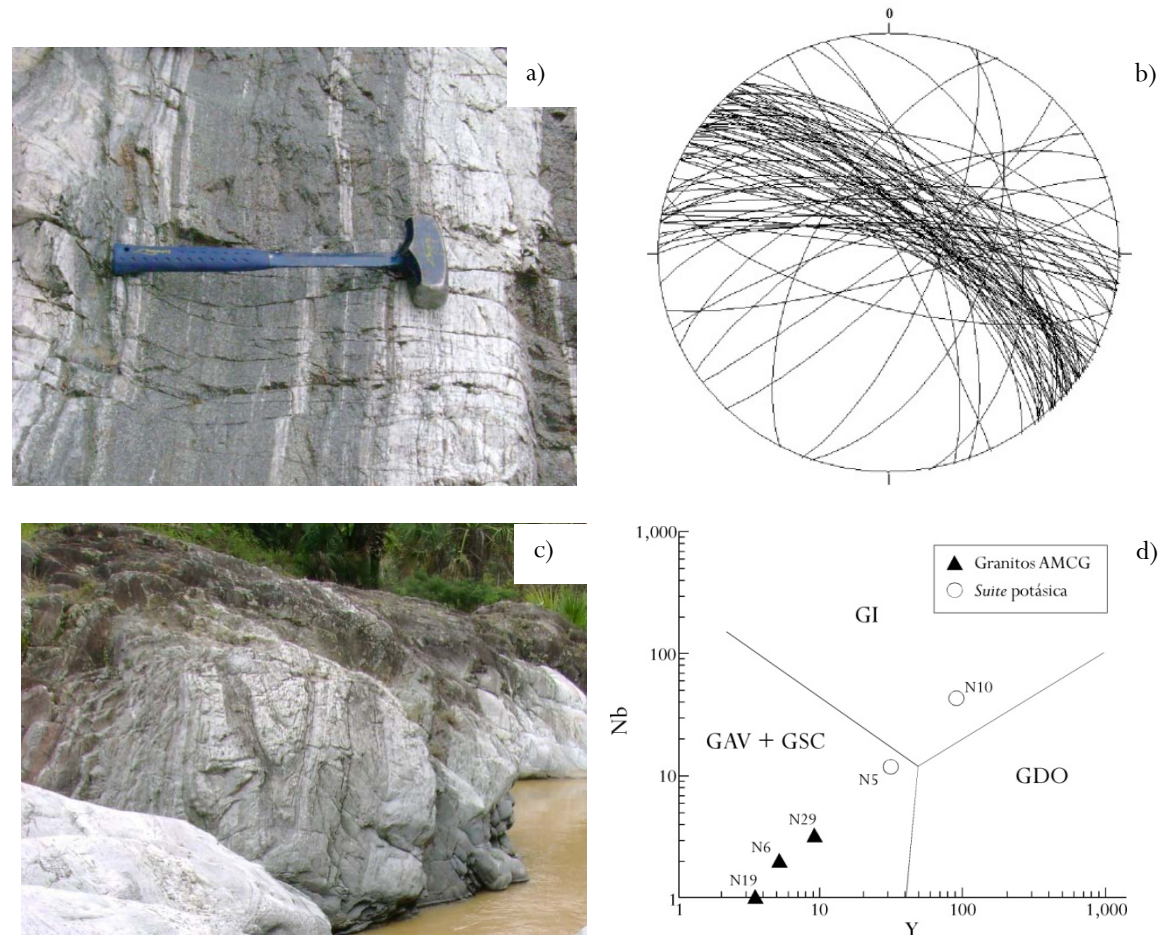 a)
0
b)
c)
d)
1,000
100
10
1
Nb
▲ Granitos AMCG
○ Suite potásica
GI
N10
GAV + GSC
N5
GDO
N29
N6
N19
1
10
100
1,000
Y